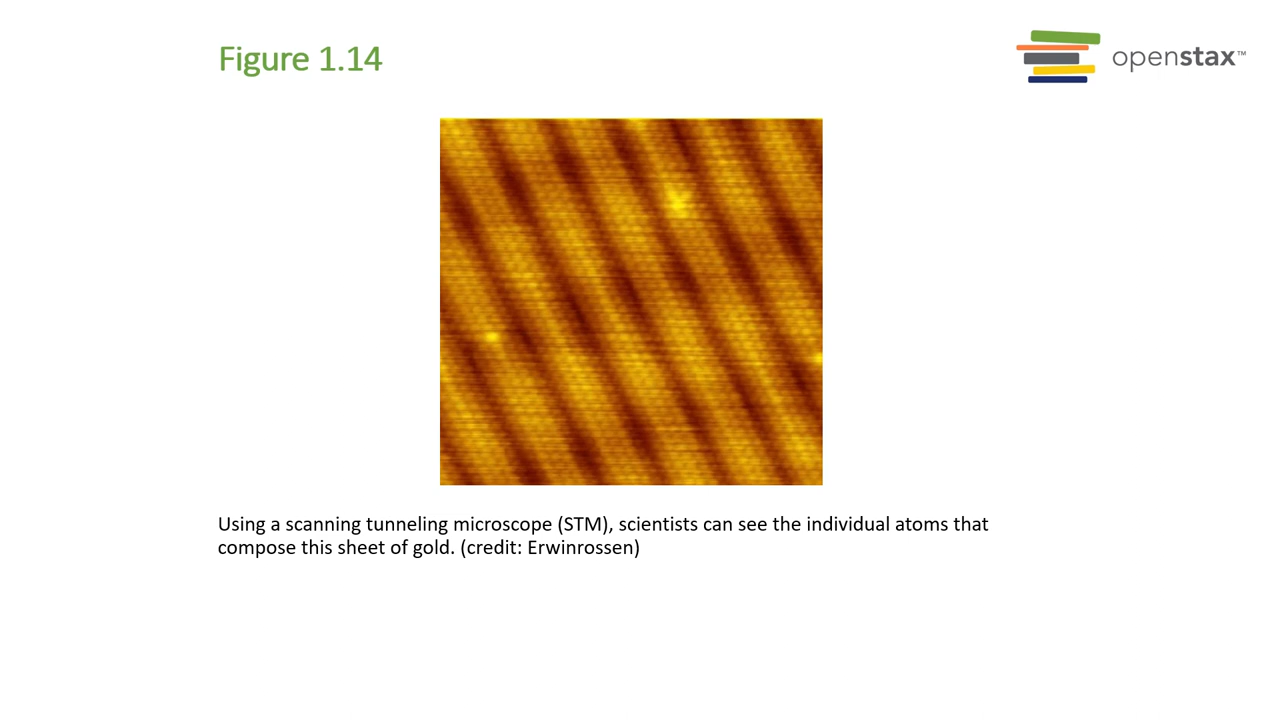 Figure 1.14
openstax™
Using a scanning tunneling microscope (STM), scientists can see the individual atoms that
compose this sheet of gold. (credit: Erwinrossen)